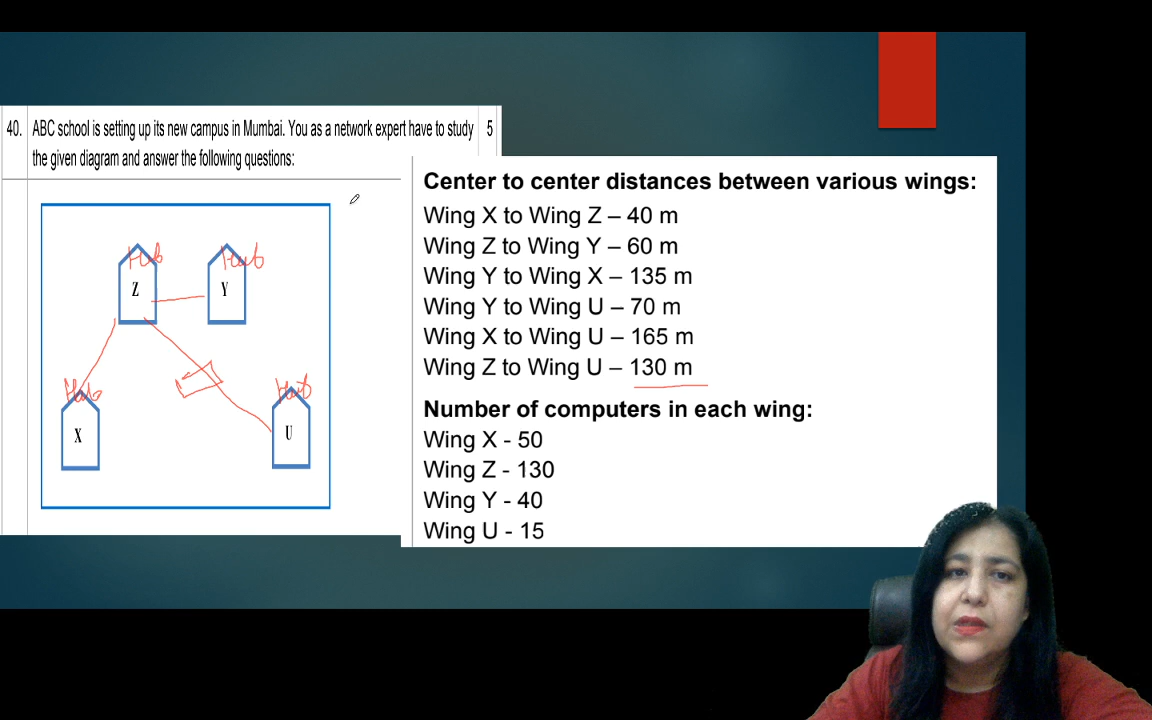 40. ABC school is setting up its new campus in Mumbai. You as a network expert have to study 5
the given diagram and answer the following questions:
Center to center distances between various wings:
Wing X to Wing Z – 40 m
Wing Z to Wing Y – 60 m
Wing Y to Wing X – 135 m
Wing Y to Wing U – 70 m
Wing X to Wing U – 165 m
Wing Z to Wing U – 130 m
Number of computers in each wing:
Wing X - 50
Wing Z - 130
Wing Y - 40
Wing U - 15
Hub Hub
Z Y
Hub Hub
X U